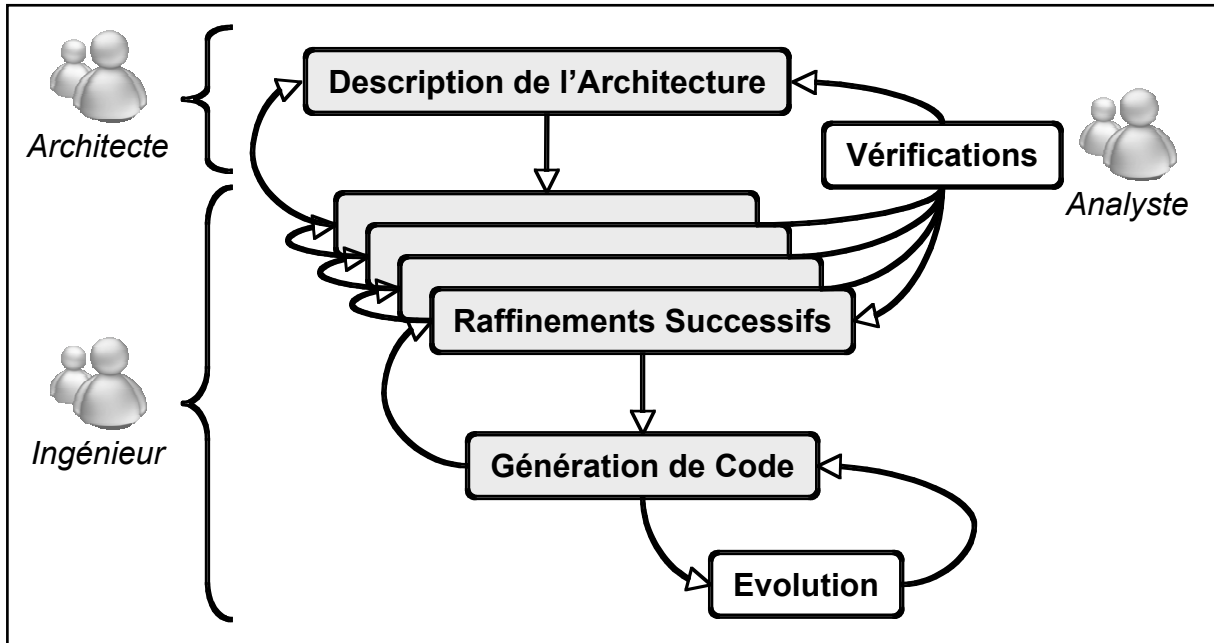 Description de l’Architecture
Architecte
Vérifications
Analyste
Raffinements Successifs
Ingénieur
Génération de Code
Evolution